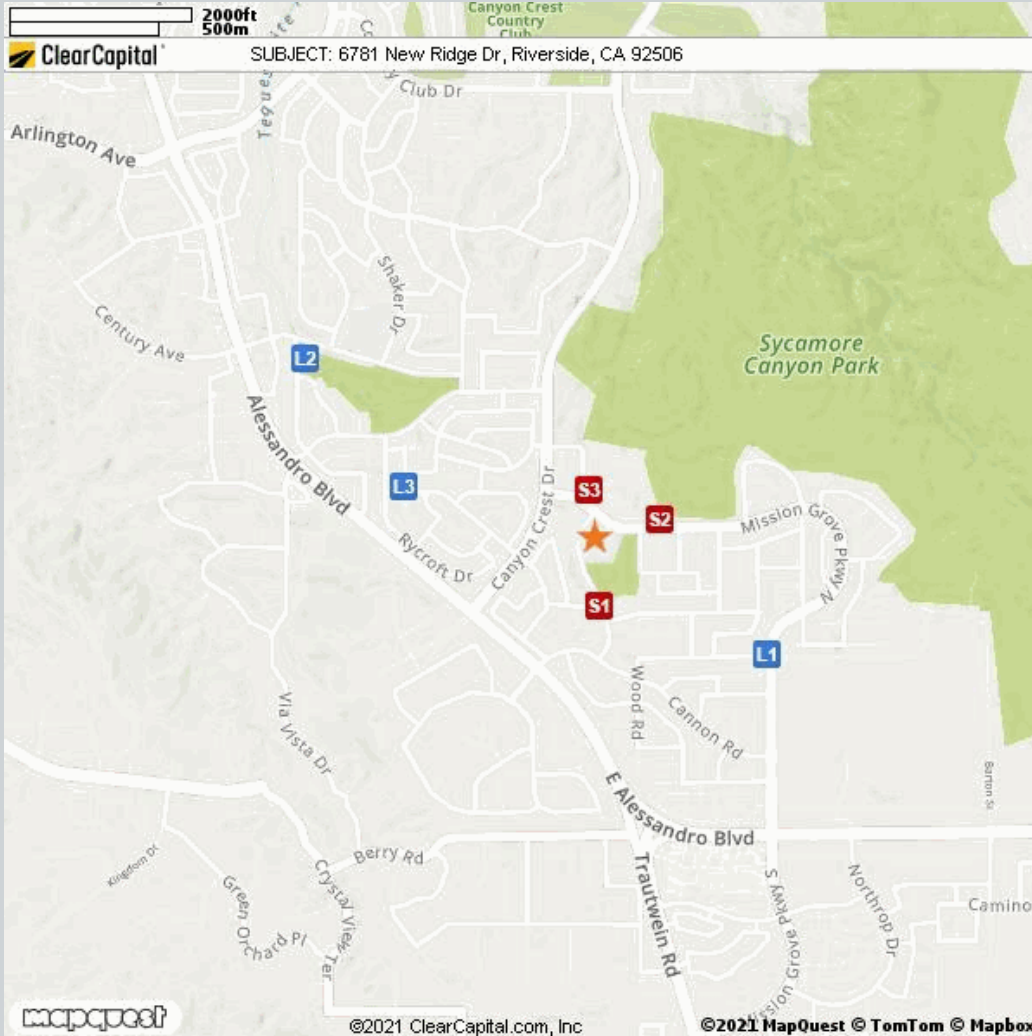 2000ft
500m
Canyon Crest
Country
Club
ClearCapital
SUBJECT: 6781 New Ridge Dr, Riverside, CA 92506
Club Dr
Arlington Ave
Shaker Dr
Century Ave
Sycamore
Canyon Park
L2
Alessandro Blvd
L3
Canyon Crest Dr
S3
S2
Mission Grove Pkwy N
Rycroft Dr
S1
L1
Wood Rd
Cannon Rd
Via Vista Dr
E Alessandro Blvd
Barton St
Berry Rd
Kingdom Dr
Green Orchard Pl
Crystal View Ter
Trautwein Rd
S Mission Grove Pkwy
Northrop Dr
Camino
mapquest
©2021 ClearCapital.com, Inc
©2021 MapQuest © TomTom © Mapbox